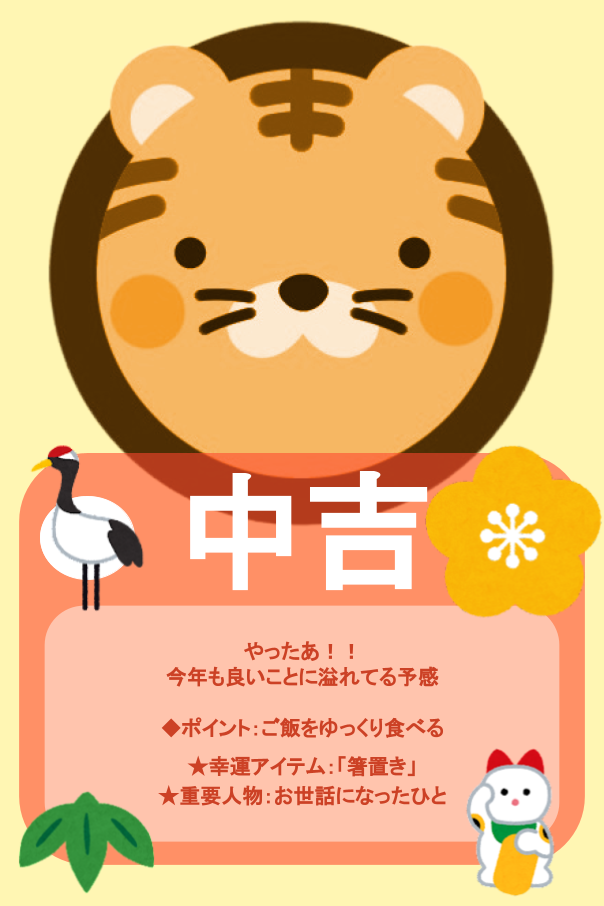 中吉
やったあ！！
今年も良いことに溢れてる予感
◆ポイント：ご飯をゆっくり食べる
★幸運アイテム：「箸置き」
★重要人物：お世話になったひと